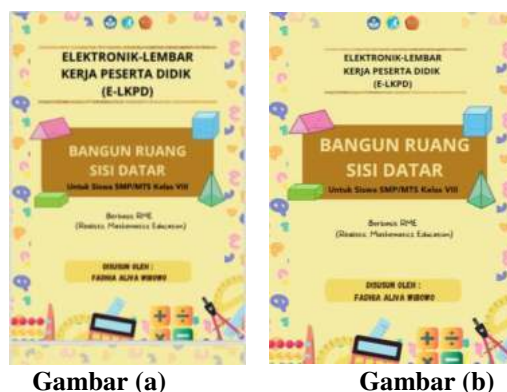 ELEKTRONIK-LEMBAR
KERJA PESERTA DIDIK
(E-LKPD)
BANGUN RUANG
SISI DATAR
Untuk Siswa SMP/MTS Kelas VIII
Berbasis RME
(Realistic Mathematics Education)
DISUSUN OLEH :
FADHIA ALIVA WIBOWO
Gambar (a)
ELEKTRONIK-LEMBAR
KERJA PESERTA DIDIK
(E-LKPD)
BANGUN RUANG
SISI DATAR
Untuk Siswa SMP/MTS Kelas VIII
Berbasis RME
(Realistic Mathematics Education)
DISUSUN OLEH :
FADHIA ALIVA WIBOWO
Gambar (b)